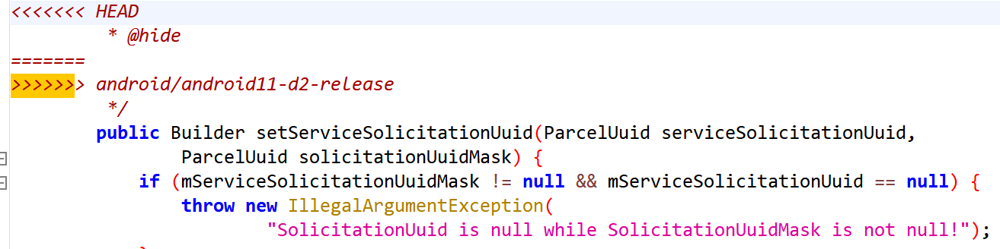 <<<<<<< HEAD
         * @hide
=======
>>>>>>> android/android11-d2-release
         */
        public Builder setServiceSolicitationUuid(ParcelUuid serviceSolicitationUuid,
                ParcelUuid solicitationUuidMask) {
            if (mServiceSolicitationUuidMask != null && mServiceSolicitationUuid == null) {
                throw new IllegalArgumentException(
                        "SolicitationUuid is null while SolicitationUuidMask is not null!");